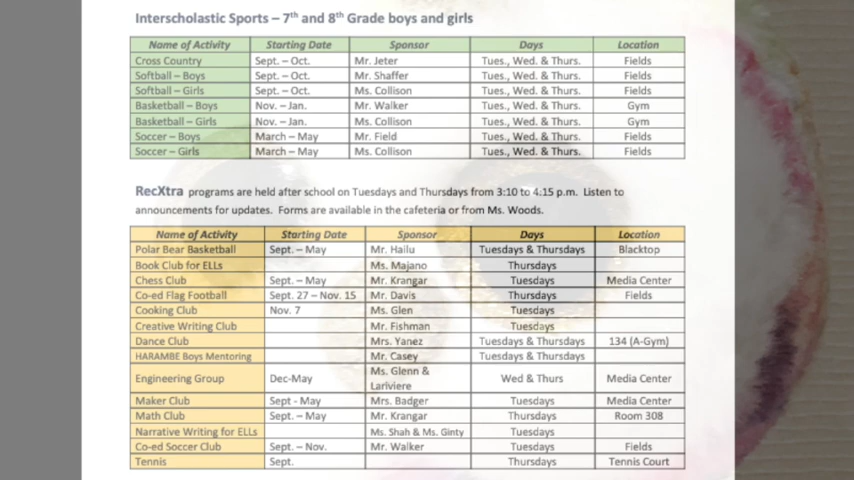 Interscholastic Sports – 7th and 8th Grade boys and girls
Name of Activity Starting Date Sponsor Days Location
Cross Country Sept. – Oct. Mr. Jeter Tues., Wed. & Thurs. Fields
Softball – Boys Sept. – Oct. Mr. Shaffer Tues., Wed. & Thurs. Fields
Softball – Girls Sept. – Oct. Ms. Collison Tues., Wed. & Thurs. Fields
Basketball – Boys Nov. – Jan. Mr. Walker Tues., Wed. & Thurs. Gym
Basketball – Girls Nov. – Jan. Ms. Collison Tues., Wed. & Thurs. Gym
Soccer – Boys March – May Mr. Field Tues., Wed. & Thurs. Fields
Soccer – Girls March – May Ms. Collison Tues., Wed. & Thurs. Fields
RecXtra programs are held after school on Tuesdays and Thursdays from 3:10 to 4:15 p.m. Listen to
announcements for updates. Forms are available in the cafeteria or from Ms. Woods.
Name of Activity Starting Date Sponsor Days Location
Polar Bear Basketball Sept. – May Mr. Hailu Tuesdays & Thursdays Blacktop
Book Club for ELLs Ms. Majano Thursdays
Chess Club Sept. – May Mr. Krangar Tuesdays Media Center
Co-ed Flag Football Sept. 27 – Nov. 15 Mr. Davis Thursdays Fields
Cooking Club Nov. 7 Ms. Glen Tuesdays
Creative Writing Club Mr. Fishman Tuesdays
Dance Club Mrs. Yanez Tuesdays & Thursdays 134 (A-Gym)
HARAMBE Boys Mentoring Mr. Casey Tuesdays & Thursdays
Engineering Group Dec-May Ms. Glenn & Lariviere Wed & Thurs Media Center
Maker Club Sept - May Mrs. Badger Tuesdays Media Center
Math Club Sept. – May Mr. Krangar Thursdays Room 308
Narrative Writing for ELLs Ms. Shah & Ms. Ginty Tuesdays
Co-ed Soccer Club Sept. – Nov. Mr. Walker Tuesdays Fields
Tennis Sept. Thursdays Tennis Court